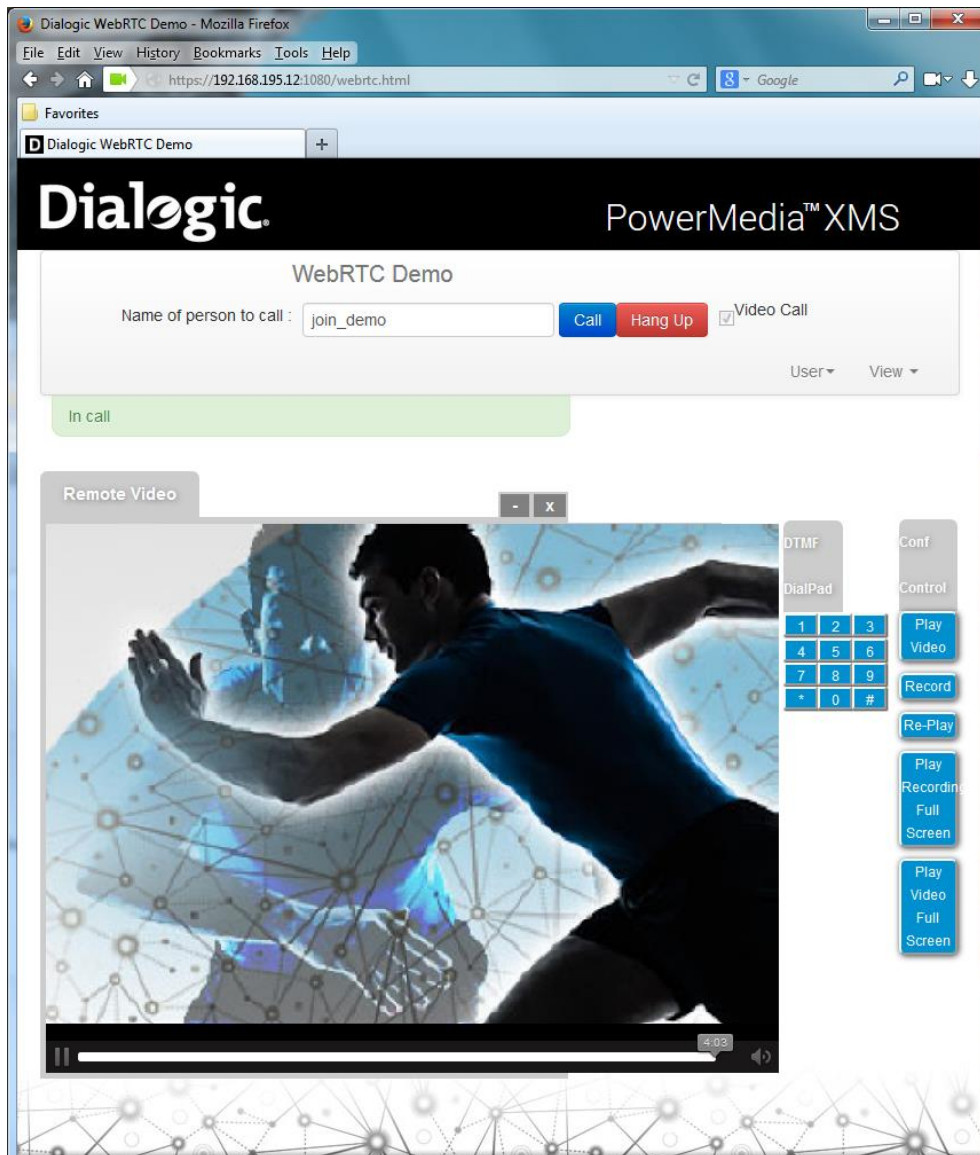 Dialogic WebRTC Demo - Mozilla Firefox
File Edit View History Bookmarks Tools Help
https://192.168.195.12:1080/webrtc.html
Google
Favorites
Dialogic WebRTC Demo
Dialogic.
PowerMedia™ XMS
WebRTC Demo
Name of person to call : join_demo Call Hang Up Video Call
User View
In call
Remote Video
- x
DTMF
DialPad
1 2 3
4 5 6
7 8 9
* 0 #
Conf
Control
Play
Video
Record
Re-Play
Play
Recording
Full
Screen
Play
Video
Full
Screen
4:03